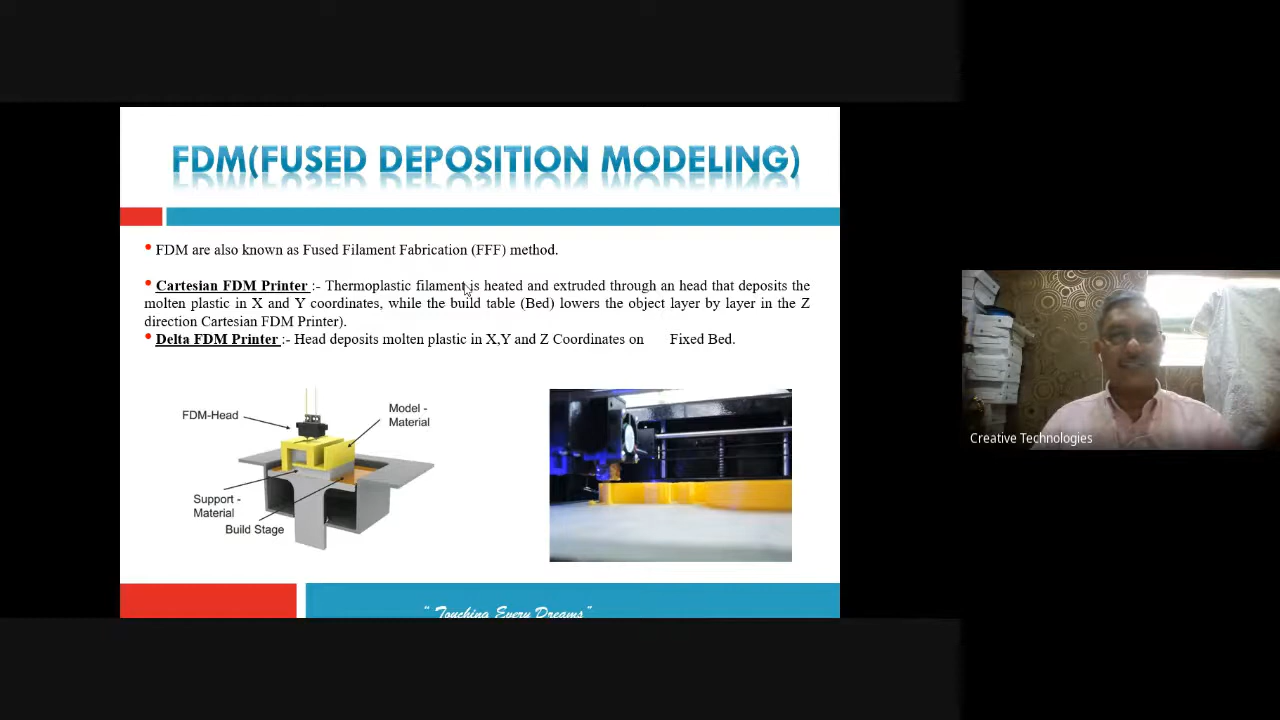 FDM(FUSED DEPOSITION MODELING)
• FDM are also known as Fused Filament Fabrication (FFF) method.
• Cartesian FDM Printer :- Thermoplastic filament is heated and extruded through an head that deposits the
molten plastic in X and Y coordinates, while the build table (Bed) lowers the object layer by layer in the Z
direction Cartesian FDM Printer).
• Delta FDM Printer :- Head deposits molten plastic in X,Y and Z Coordinates on Fixed Bed.
FDM-Head
Model -
Material
Support -
Material
Build Stage
“ Touching Every Dreams”
Creative Technologies